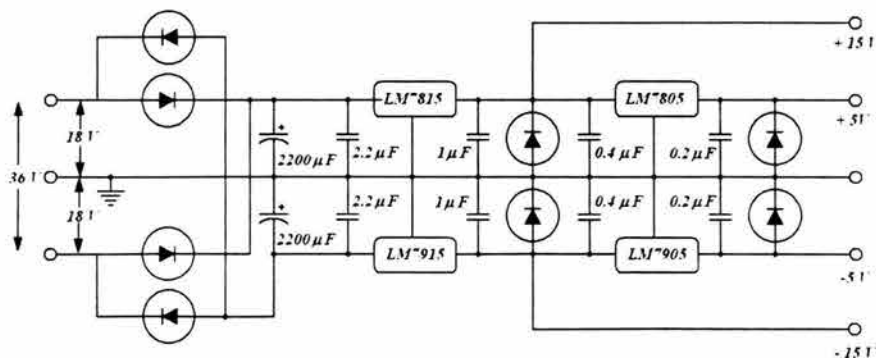 + 15 V
LM7815
LM7805
+ 5V
18 V
2200 µF
2.2 µF
1 µF
0.4 µF
0.2 µF
36 V
18 V
2200 µF
2.2 µF
1 µF
0.4 µF
0.2 µF
LM7915
LM7905
-5 V
- 15 V